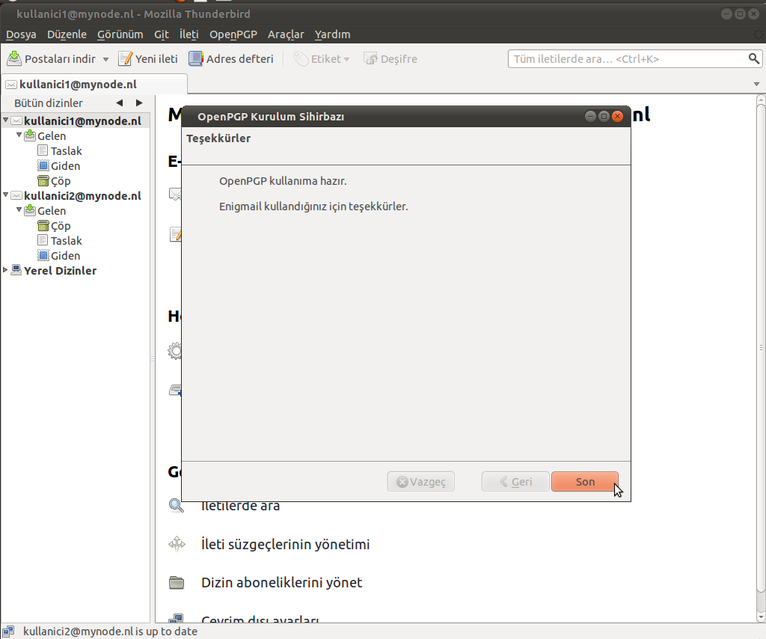 kullanici1@mynode.nl - Mozilla Thunderbird
Dosya Düzenle Görünüm Git İleti OpenPGP Araçlar Yardım
Postaları indir Yeni ileti Adres defteri Etiket Deşifre Tüm iletilerde ara... <Ctrl+K>
kullanici1@mynode.nl
Bütün dizinler
kullanici1@mynode.nl
Gelen
Taslak
Giden
Çöp
kullanici2@mynode.nl
Gelen
Çöp
Taslak
Giden
Yerel Dizinler
M
nl
E-
He
OpenPGP Kurulum Sihirbazı
Teşekkürler
OpenPGP kullanıma hazır.
Enigmail kullandığınız için teşekkürler.
Vazgeç Geri Son
İletilerde ara
İleti süzgeçlerinin yönetimi
Dizin aboneliklerini yönet
Çevrim dışı ayarları
kullanici2@mynode.nl is up to date